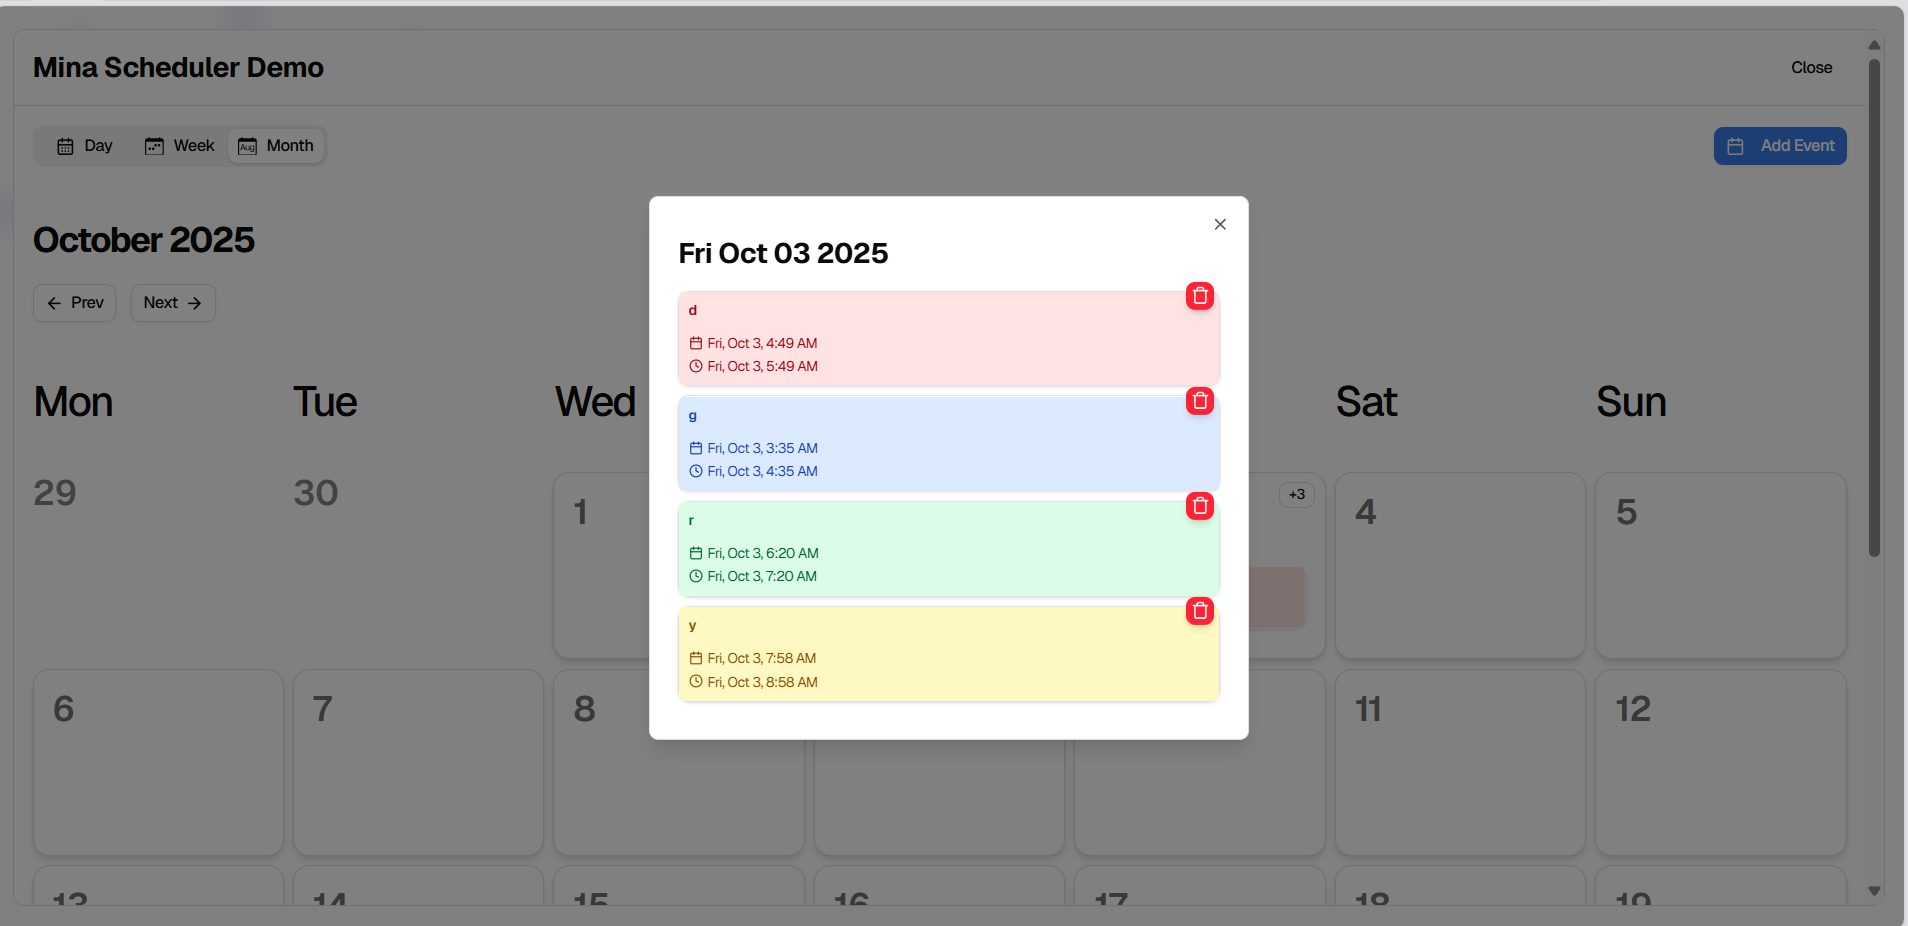 Mina Scheduler Demo
Close
Day
Week
Aug
Month
Add Event
October 2025
Prev
Next
Fri Oct 03 2025
d
Fri, Oct 3, 4:49 AM
Fri, Oct 3, 5:49 AM
g
Fri, Oct 3, 3:35 AM
Fri, Oct 3, 4:35 AM
r
Fri, Oct 3, 6:20 AM
Fri, Oct 3, 7:20 AM
y
Fri, Oct 3, 7:58 AM
Fri, Oct 3, 8:58 AM
Mon Tue Wed Sat Sun
29 30 1 +3 4 5
6 7 8 11 12
13 14 15 16 17 18 19